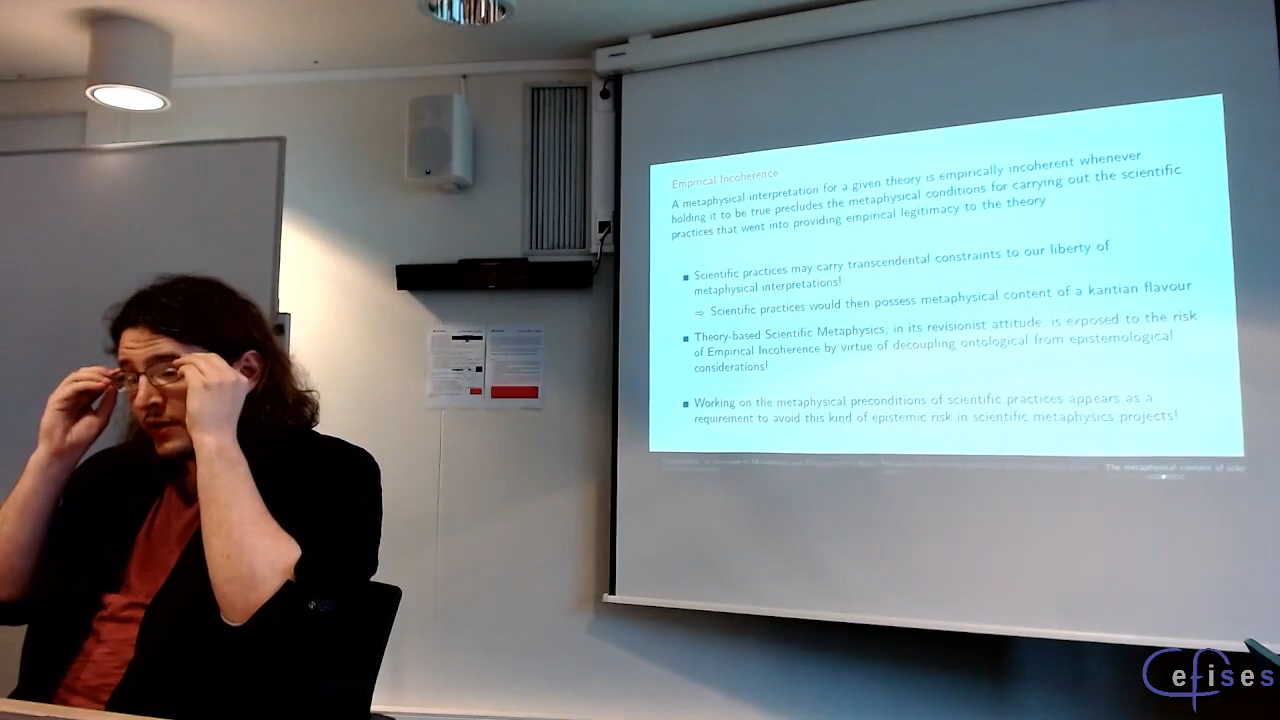 Empirical Incoherence
A metaphysical interpretation for a given theory is empirically incoherent whenever
holding it to be true precludes the metaphysical conditions for carrying out the scientific
practices that went into providing empirical legitimacy to the theory
Scientific practices may carry transcendental constraints to our liberty of
metaphysical interpretations!
⇒ Scientific practices would then possess metaphysical content of a kantian flavour
Theory-based Scientific Metaphysics, in its revisionist attitude, is exposed to the risk
of Empirical Incoherence by virtue of decoupling ontological from epistemological
considerations!
Working on the metaphysical preconditions of scientific practices appears as a
requirement to avoid this kind of epistemic risk in scientific metaphysics projects!
The metaphysical content of scien
Cefises